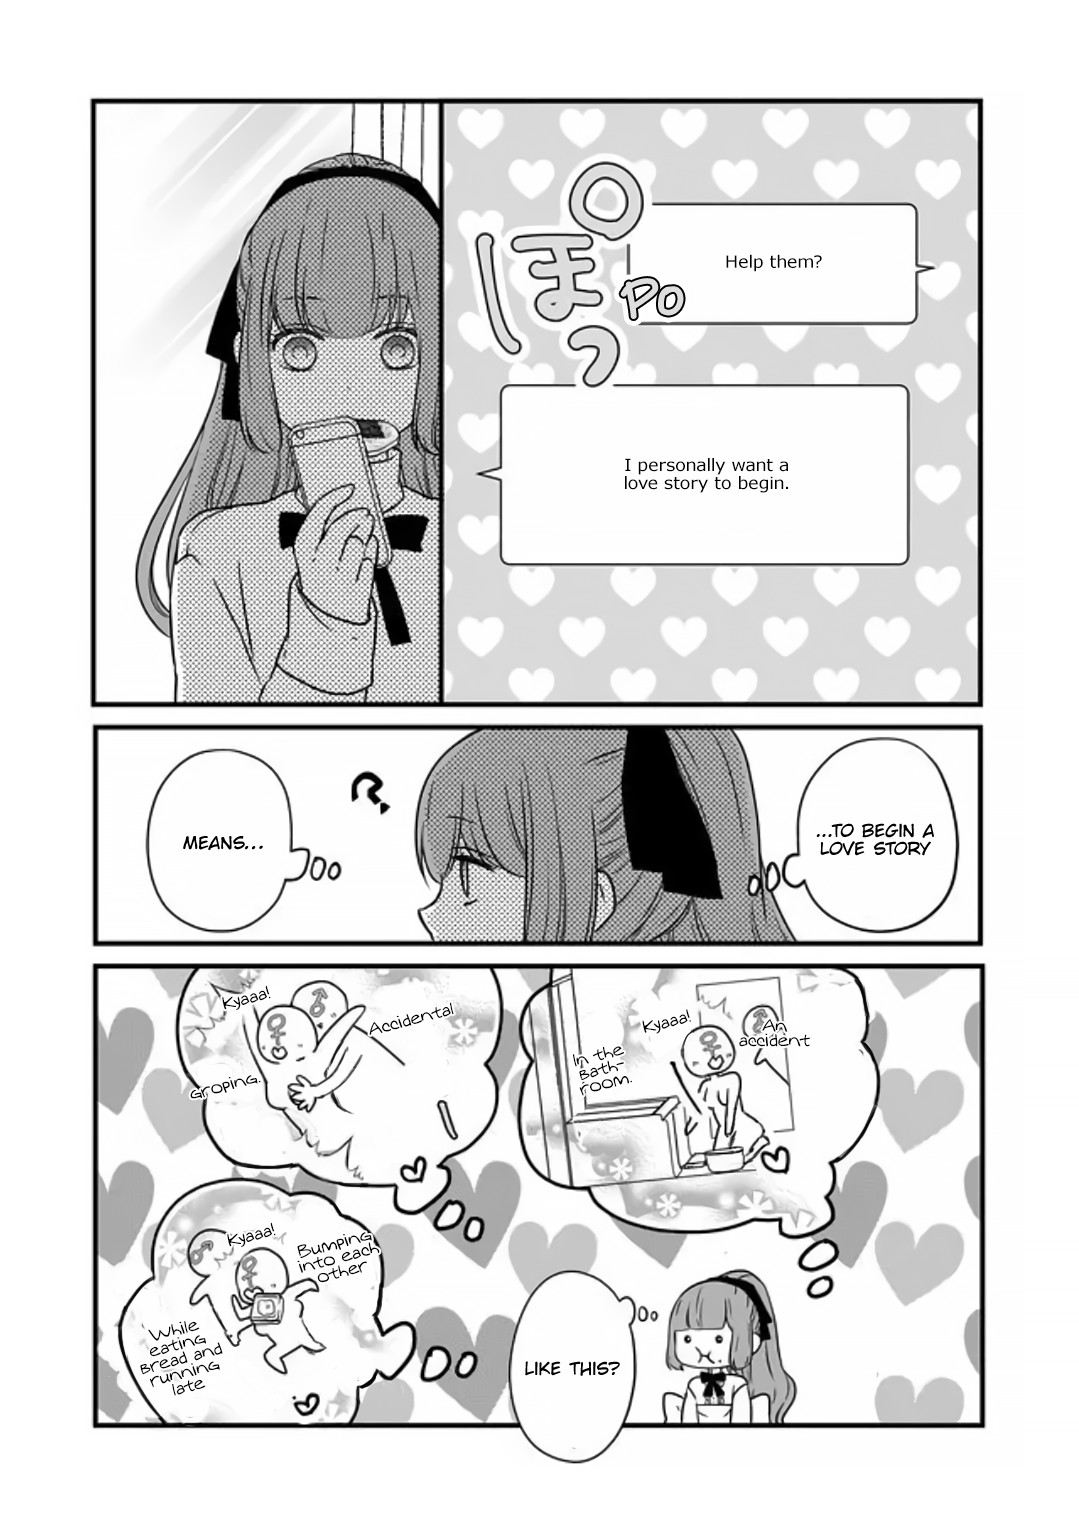 Help them?
ぽっ
PO
I personally want a
love story to begin.
...TO BEGIN A
LOVE STORY
?
MEANS...
An
accident
Kyaaa!
♂
♀
In the
Bath-
room.
Accidental
Kyaaa!
♂
♀
Groping.
Bumping
into each
other
Kyaaa!
♂
♀
While
eating
Bread and
running
late
LIKE THIS?